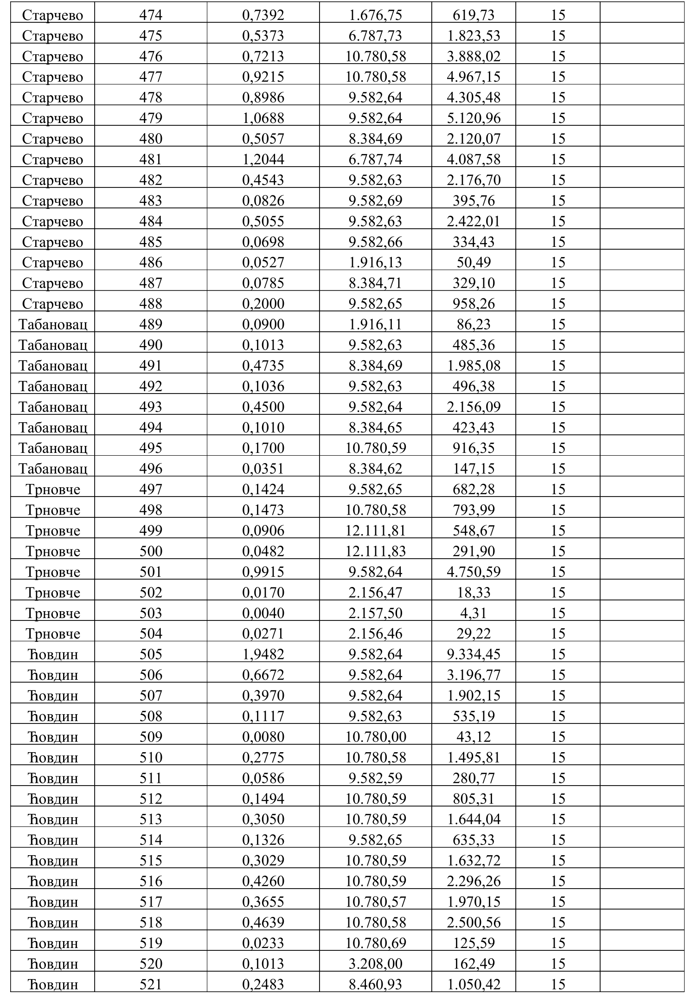 Старчево 474 0,7392 1.676,75 619,73 15
Старчево 475 0,5373 6.787,73 1.823,53 15
Старчево 476 0,7213 10.780,58 3.888,02 15
Старчево 477 0,9215 10.780,58 4.967,15 15
Старчево 478 0,8986 9.582,64 4.305,48 15
Старчево 479 1,0688 9.582,64 5.120,96 15
Старчево 480 0,5057 8.384,69 2.120,07 15
Старчево 481 1,2044 6.787,74 4.087,58 15
Старчево 482 0,4543 9.582,63 2.176,70 15
Старчево 483 0,0826 9.582,69 395,76 15
Старчево 484 0,5055 9.582,63 2.422,01 15
Старчево 485 0,0698 9.582,66 334,43 15
Старчево 486 0,0527 1.916,13 50,49 15
Старчево 487 0,0785 8.384,71 329,10 15
Старчево 488 0,2000 9.582,65 958,26 15
Табановац 489 0,0900 1.916,11 86,23 15
Табановац 490 0,1013 9.582,63 485,36 15
Табановац 491 0,4735 8.384,69 1.985,08 15
Табановац 492 0,1036 9.582,63 496,38 15
Табановац 493 0,4500 9.582,64 2.156,09 15
Табановац 494 0,1010 8.384,65 423,43 15
Табановац 495 0,1700 10.780,59 916,35 15
Табановац 496 0,0351 8.384,62 147,15 15
Трновче 497 0,1424 9.582,65 682,28 15
Трновче 498 0,1473 10.780,58 793,99 15
Трновче 499 0,0906 12.111,81 548,67 15
Трновче 500 0,0482 12.111,83 291,90 15
Трновче 501 0,9915 9.582,64 4.750,59 15
Трновче 502 0,0170 2.156,47 18,33 15
Трновче 503 0,0040 2.157,50 4,31 15
Трновче 504 0,0271 2.156,46 29,22 15
Ћовдин 505 1,9482 9.582,64 9.334,45 15
Ћовдин 506 0,6672 9.582,64 3.196,77 15
Ћовдин 507 0,3970 9.582,64 1.902,15 15
Ћовдин 508 0,1117 9.582,63 535,19 15
Ћовдин 509 0,0080 10.780,00 43,12 15
Ћовдин 510 0,2775 10.780,58 1.495,81 15
Ћовдин 511 0,0586 9.582,59 280,77 15
Ћовдин 512 0,1494 10.780,59 805,31 15
Ћовдин 513 0,3050 10.780,59 1.644,04 15
Ћовдин 514 0,1326 9.582,65 635,33 15
Ћовдин 515 0,3029 10.780,59 1.632,72 15
Ћовдин 516 0,4260 10.780,59 2.296,26 15
Ћовдин 517 0,3655 10.780,57 1.970,15 15
Ћовдин 518 0,4639 10.780,58 2.500,56 15
Ћовдин 519 0,0233 10.780,69 125,59 15
Ћовдин 520 0,1013 3.208,00 162,49 15
Ћовдин 521 0,2483 8.460,93 1.050,42 15